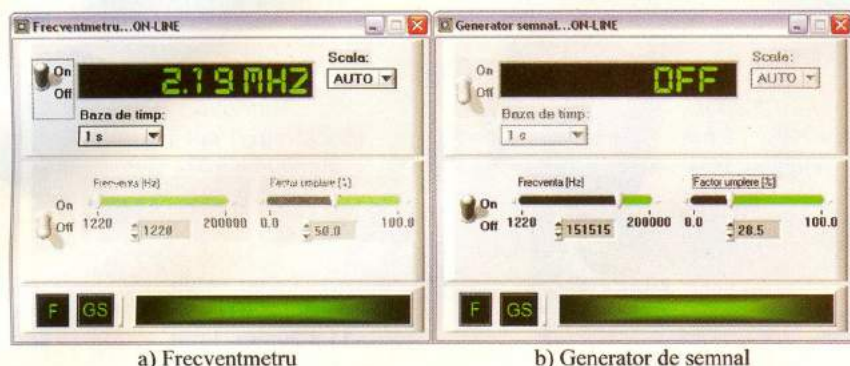 Frecventmetru...ON-LINE
On
Off
2.19MHZ
Scala:
AUTO
Baza de timp:
1 s
Frecventa [Hz]
Factor umplere [%]
On
Off
1220
1220
200000
0.0
50.0
100.0
F
GS
a) Frecventmetru
Generator semnal...ON-LINE
On
Off
OFF
Scala:
AUTO
Baza de timp:
1 s
Frecventa [Hz]
Factor umplere [%]
On
Off
1220
151515
200000
0.0
28.5
100.0
F
GS
b) Generator de semnal